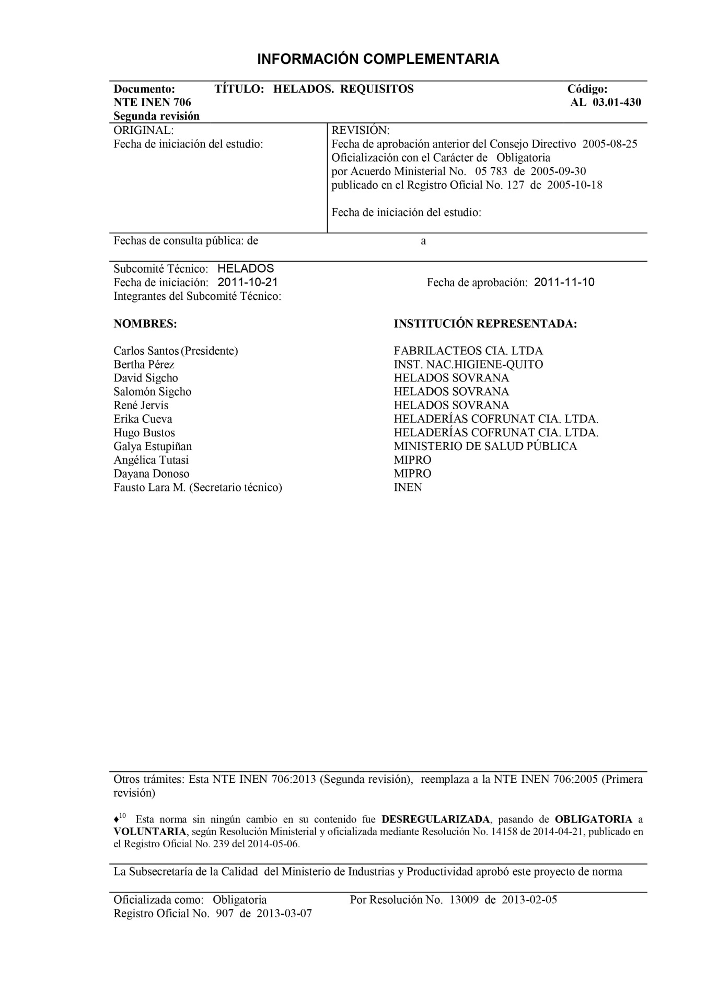 INFORMACIÓN COMPLEMENTARIA
Documento: TÍTULO: HELADOS. REQUISITOS Código:
NTE INEN 706 AL 03.01-430
Segunda revisión
ORIGINAL:
Fecha de iniciación del estudio:
REVISIÓN:
Fecha de aprobación anterior del Consejo Directivo 2005-08-25
Oficialización con el Carácter de Obligatoria
por Acuerdo Ministerial No. 05 783 de 2005-09-30
publicado en el Registro Oficial No. 127 de 2005-10-18
Fecha de iniciación del estudio:
Fechas de consulta pública: de a
Subcomité Técnico: HELADOS
Fecha de iniciación: 2011-10-21 Fecha de aprobación: 2011-11-10
Integrantes del Subcomité Técnico:
NOMBRES: INSTITUCIÓN REPRESENTADA:
Carlos Santos (Presidente) FABRILACTEOS CIA. LTDA
Bertha Pérez INST. NAC.HIGIENE-QUITO
David Sigcho HELADOS SOVRANA
Salomón Sigcho HELADOS SOVRANA
René Jervis HELADOS SOVRANA
Erika Cueva HELADERÍAS COFRUNAT CIA. LTDA.
Hugo Bustos HELADERÍAS COFRUNAT CIA. LTDA.
Galya Estupiñan MINISTERIO DE SALUD PÚBLICA
Angélica Tutasi MIPRO
Dayana Donoso MIPRO
Fausto Lara M. (Secretario técnico) INEN
Otros trámites: Esta NTE INEN 706:2013 (Segunda revisión), reemplaza a la NTE INEN 706:2005 (Primera
revisión)
♦10 Esta norma sin ningún cambio en su contenido fue DESREGULARIZADA, pasando de OBLIGATORIA a
VOLUNTARIA, según Resolución Ministerial y oficializada mediante Resolución No. 14158 de 2014-04-21, publicado en
el Registro Oficial No. 239 del 2014-05-06.
La Subsecretaría de la Calidad del Ministerio de Industrias y Productividad aprobó este proyecto de norma
Oficializada como: Obligatoria Por Resolución No. 13009 de 2013-02-05
Registro Oficial No. 907 de 2013-03-07